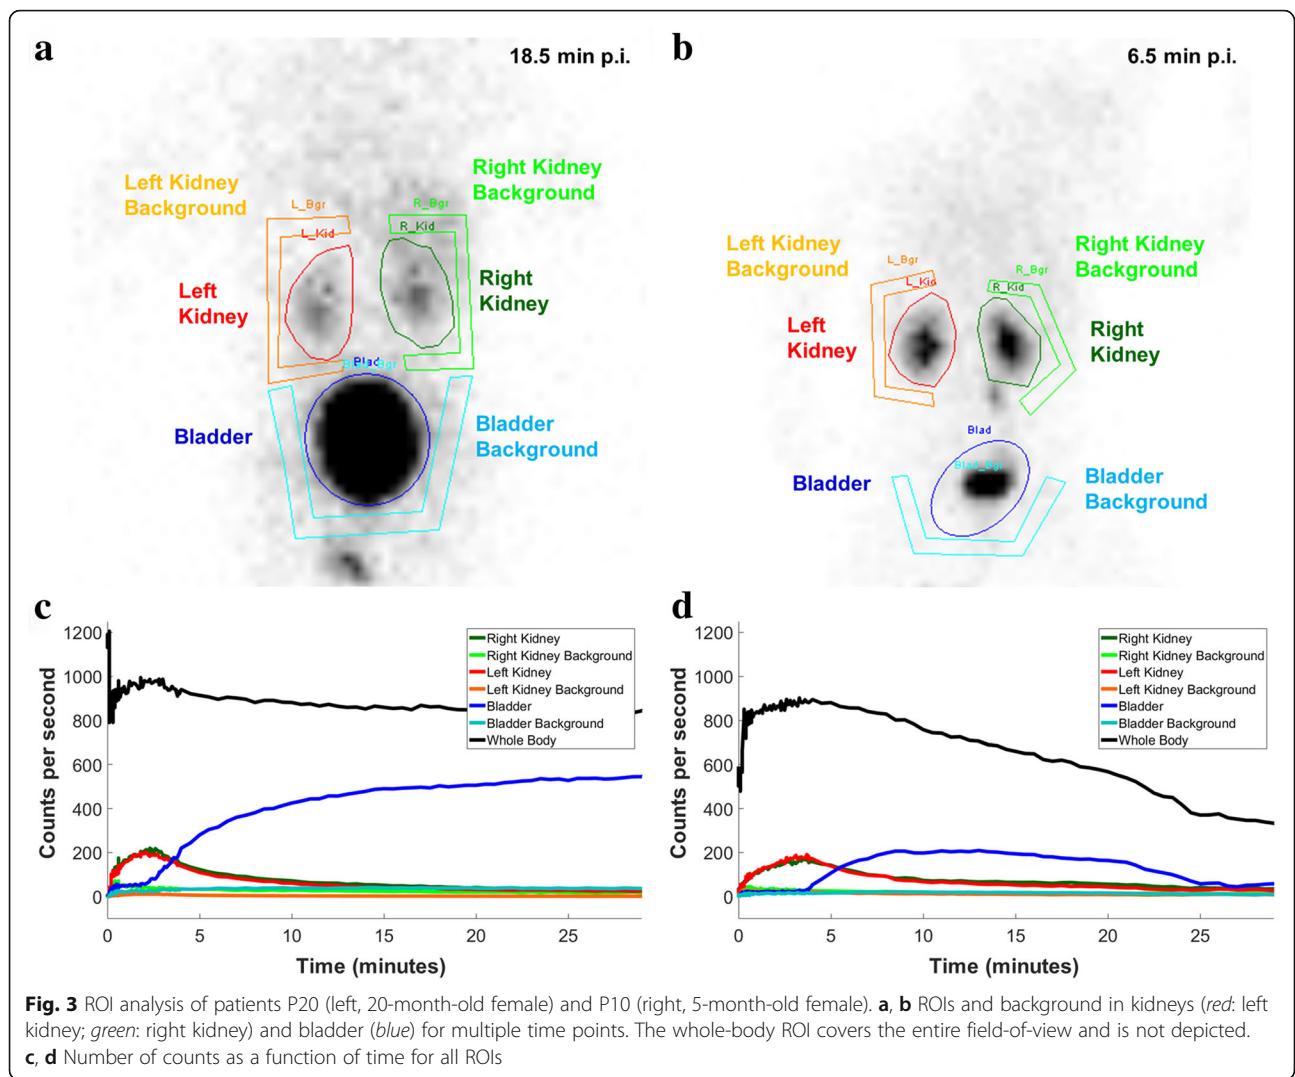 a
18.5 min p.i.
Left Kidney
Background
Right Kidney
Background
L_Bgr
R_Bgr
L_Kid
R_Kid
Left
Kidney
Right
Kidney
Blad
Blad_Bgr
Bladder
Bladder
Background
b
6.5 min p.i.
Left Kidney
Background
Right Kidney
Background
L_Bgr
R_Bgr
L_Kid
R_Kid
Left
Kidney
Right
Kidney
Blad
Blad_Bgr
Bladder
Bladder
Background
c
Counts per second
1200
1000
800
600
400
200
0
Right Kidney
Right Kidney Background
Left Kidney
Left Kidney Background
Bladder
Bladder Background
Whole Body
0 5 10 15 20 25
Time (minutes)
d
Counts per second
1200
1000
800
600
400
200
0
Right Kidney
Right Kidney Background
Left Kidney
Left Kidney Background
Bladder
Bladder Background
Whole Body
0 5 10 15 20 25
Time (minutes)
Fig. 3 ROI analysis of patients P20 (left, 20-month-old female) and P10 (right, 5-month-old female). a, b ROIs and background in kidneys (red: left
kidney; green: right kidney) and bladder (blue) for multiple time points. The whole-body ROI covers the entire field-of-view and is not depicted.
c, d Number of counts as a function of time for all ROIs